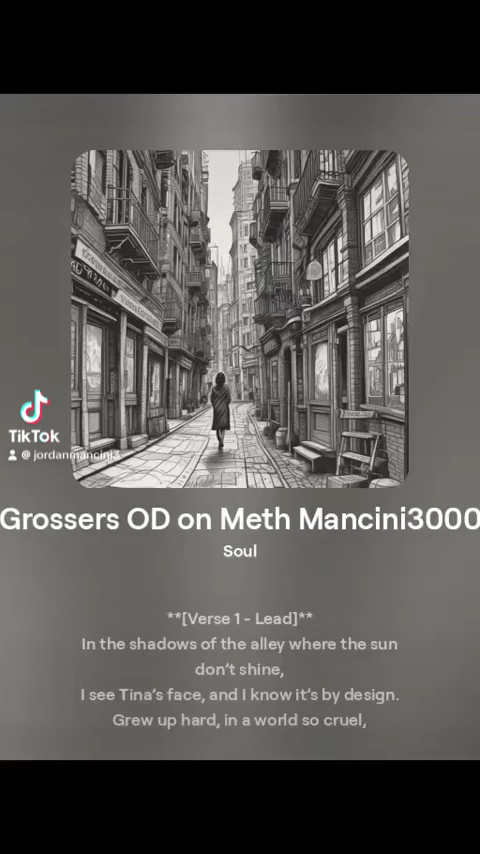 TikTok
@ jordanmancini3
Grossers OD on Meth Mancini3000
Soul
**[Verse 1 - Lead]**
In the shadows of the alley where the sun
don't shine,
I see Tina's face, and I know it's by design.
Grew up hard, in a world so cruel,